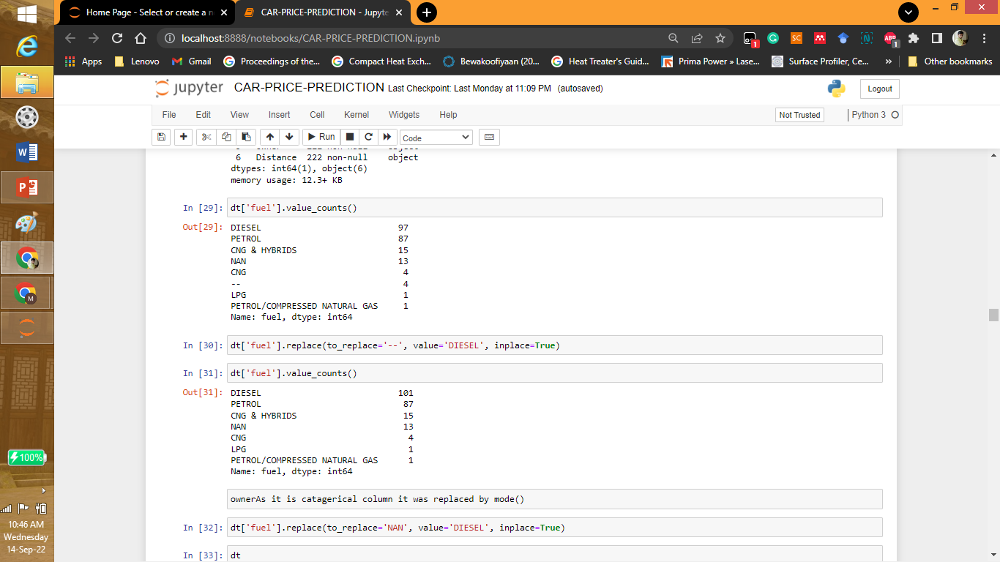 Home Page - Select or create a n
CAR-PRICE-PREDICTION - Jupyte
localhost:8888/notebooks/CAR-PRICE-PREDICTION.ipynb
1
SC
ABP
1
Apps
Lenovo
Gmail
Proceedings of the...
Compact Heat Exch...
Bewakoofiyaan (20...
Heat Treater's Guid...
Prima Power » Lase...
Surface Profiler, Ce...
»
Other bookmarks
jupyter
CAR-PRICE-PREDICTION Last Checkpoint: Last Monday at 11:09 PM (autosaved)
Logout
File Edit View Insert Cell Kernel Widgets Help
Not Trusted
Python 3
Run
Code
6 Distance 222 non-null object
dtypes: int64(1), object(6)
memory usage: 12.3+ KB
In [29]: dt['fuel'].value_counts()
Out[29]: DIESEL 97
PETROL 87
CNG & HYBRIDS 15
NAN 13
CNG 4
-- 4
LPG 1
PETROL/COMPRESSED NATURAL GAS 1
Name: fuel, dtype: int64
In [30]: dt['fuel'].replace(to_replace='--', value='DIESEL', inplace=True)
In [31]: dt['fuel'].value_counts()
Out[31]: DIESEL 101
PETROL 87
CNG & HYBRIDS 15
NAN 13
CNG 4
LPG 1
PETROL/COMPRESSED NATURAL GAS 1
Name: fuel, dtype: int64
ownerAs it is catagerical column it was replaced by mode()
In [32]: dt['fuel'].replace(to_replace='NAN', value='DIESEL', inplace=True)
In [33]: dt
100%
10:46 AM
Wednesday
14-Sep-22